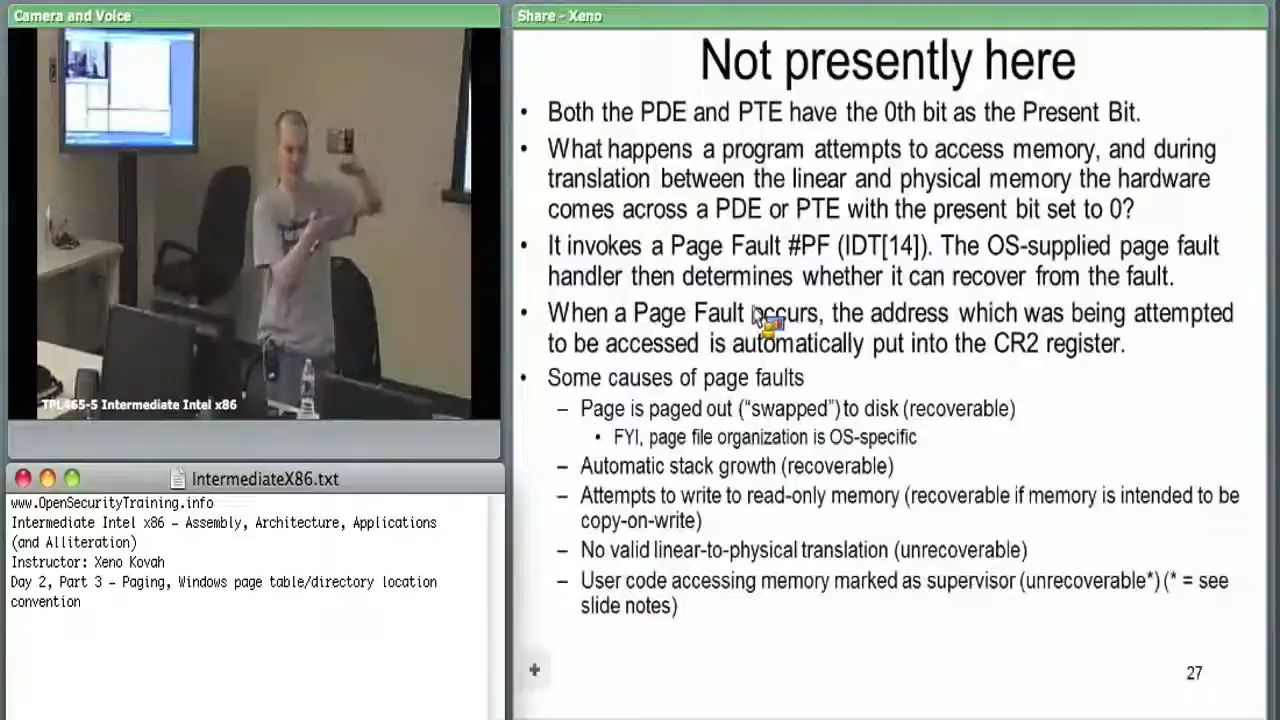 Camera and Voice
TPL465-5 Intermediate Intel x86
IntermediateX86.txt
www.OpenSecurityTraining.info
Intermediate Intel x86 – Assembly, Architecture, Applications
(and Alliteration)
Instructor: Xeno Kovah
Day 2, Part 3 – Paging, Windows page table/directory location
convention
Share - Xeno
Not presently here
• Both the PDE and PTE have the 0th bit as the Present Bit.
• What happens a program attempts to access memory, and during
translation between the linear and physical memory the hardware
comes across a PDE or PTE with the present bit set to 0?
• It invokes a Page Fault #PF (IDT[14]). The OS-supplied page fault
handler then determines whether it can recover from the fault.
• When a Page Fault occurs, the address which was being attempted
to be accessed is automatically put into the CR2 register.
• Some causes of page faults
– Page is paged out (“swapped”) to disk (recoverable)
• FYI, page file organization is OS-specific
– Automatic stack growth (recoverable)
– Attempts to write to read-only memory (recoverable if memory is intended to be
copy-on-write)
– No valid linear-to-physical translation (unrecoverable)
– User code accessing memory marked as supervisor (unrecoverable*) (* = see
slide notes)
27